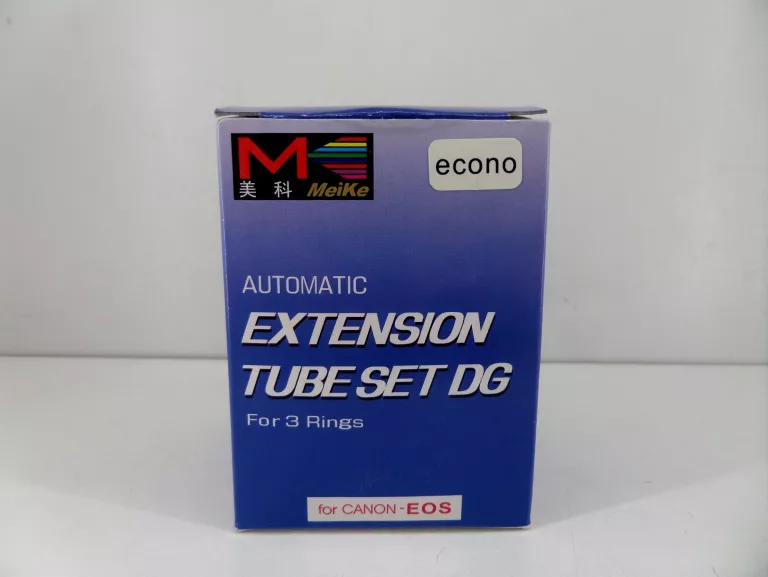 M
美科 MeiKe
econo
AUTOMATIC
EXTENSION
TUBE SET DG
For 3 Rings
for CANON-EOS